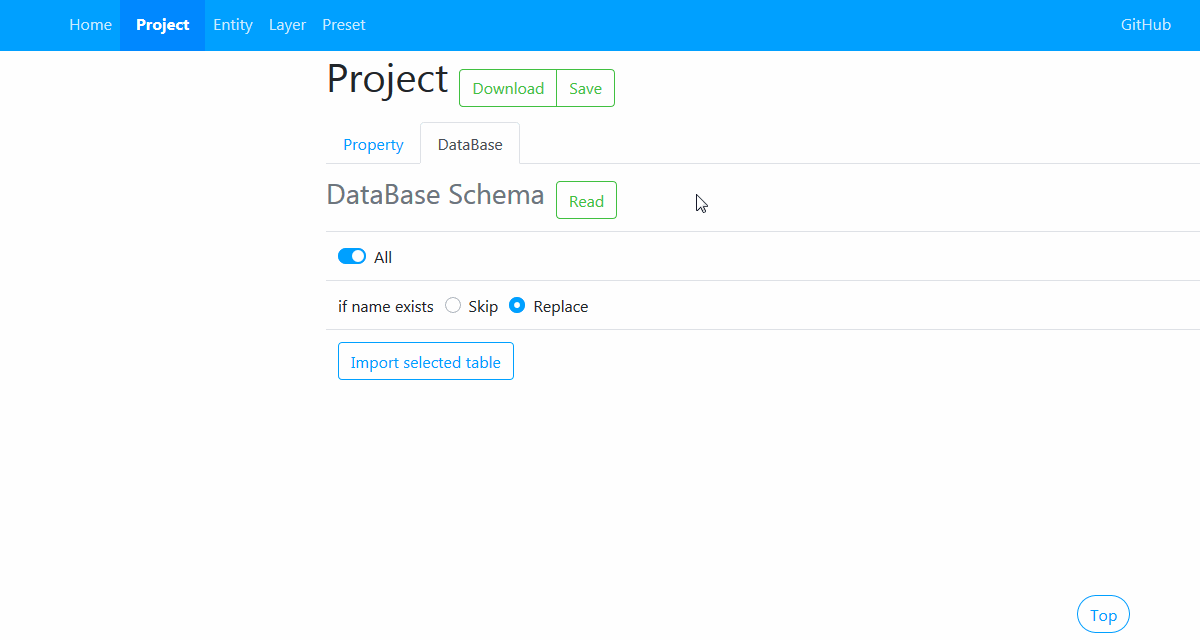 Home Project Entity Layer Preset GitHub
Project Download Save
Property DataBase
DataBase Schema Read
All
if name exists Skip Replace
Import selected table
Top